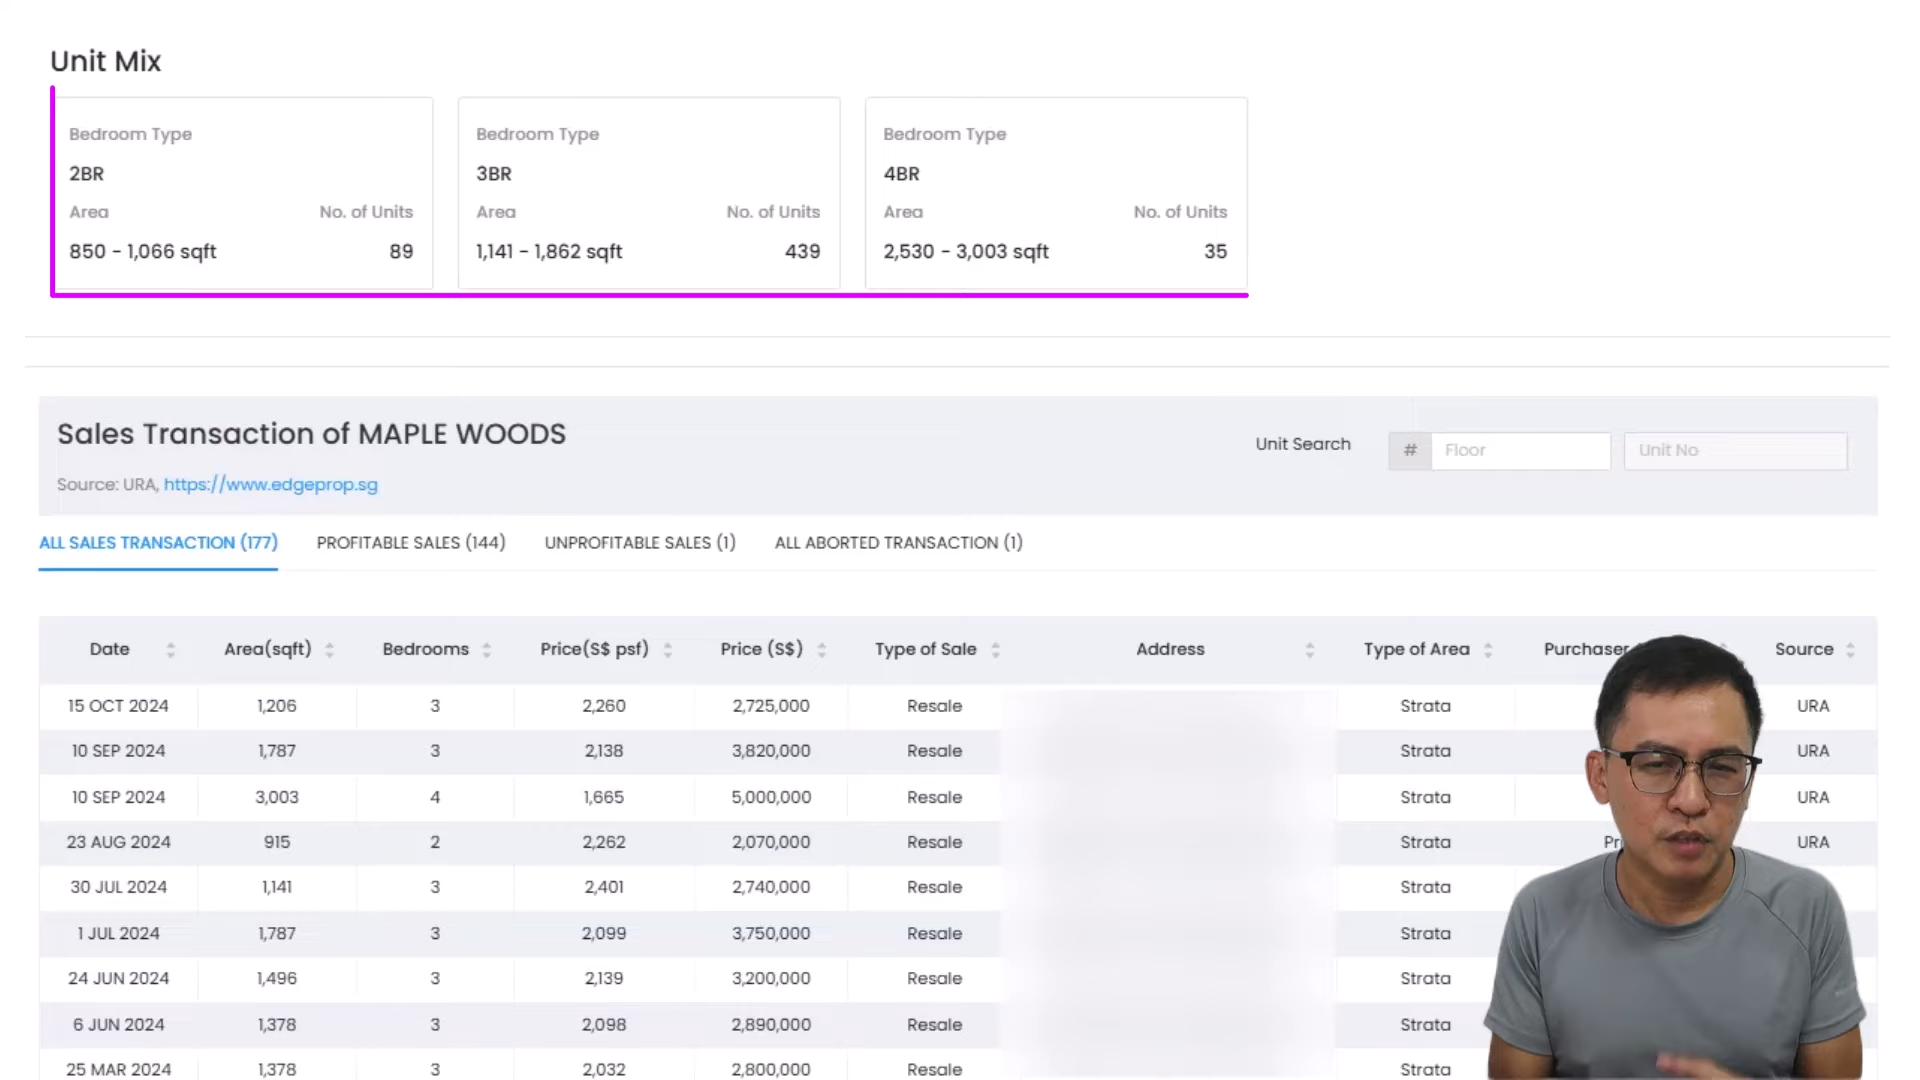 Unit Mix
Bedroom Type
2BR
Area No. of Units
850 - 1,066 sqft 89
Bedroom Type
3BR
Area No. of Units
1,141 - 1,862 sqft 439
Bedroom Type
4BR
Area No. of Units
2,530 - 3,003 sqft 35
Sales Transaction of MAPLE WOODS
Source: URA, https://www.edgeprop.sg
Unit Search # Floor Unit No
ALL SALES TRANSACTION (177) PROFITABLE SALES (144) UNPROFITABLE SALES (1) ALL ABORTED TRANSACTION (1)
Date Area(sqft) Bedrooms Price(S$ psf) Price (S$) Type of Sale Address Type of Area Purchaser Source
15 OCT 2024 1,206 3 2,260 2,725,000 Resale Strata URA
10 SEP 2024 1,787 3 2,138 3,820,000 Resale Strata URA
10 SEP 2024 3,003 4 1,665 5,000,000 Resale Strata URA
23 AUG 2024 915 2 2,262 2,070,000 Resale Strata URA
30 JUL 2024 1,141 3 2,401 2,740,000 Resale Strata
1 JUL 2024 1,787 3 2,099 3,750,000 Resale Strata
24 JUN 2024 1,496 3 2,139 3,200,000 Resale Strata
6 JUN 2024 1,378 3 2,098 2,890,000 Resale Strata
25 MAR 2024 1,378 3 2,032 2,800,000 Resale Strata